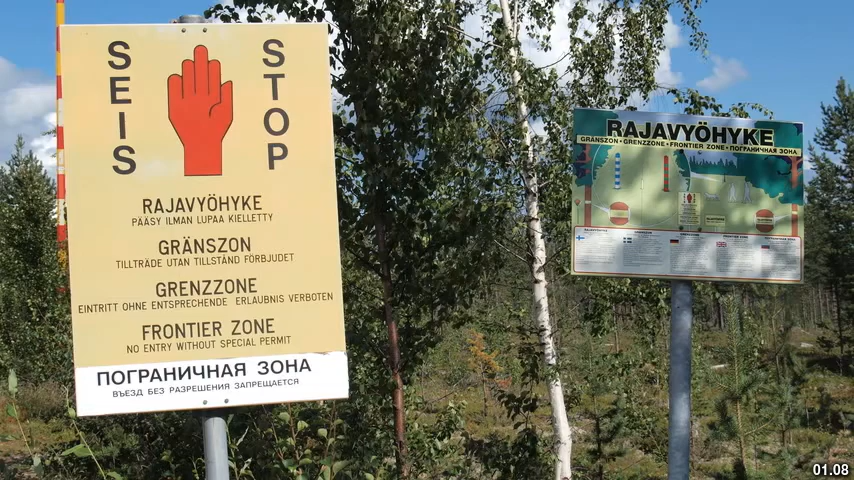 SEIS
STOP
RAJAVYÖHYKE
PÄÄSY ILMAN LUPAA KIELLETTY
GRÄNSZON
TILLTRÄDE UTAN TILLSTÅND FÖRBJUDET
GRENZZONE
EINTRITT OHNE ENTSPRECHENDE ERLAUBNIS VERBOTEN
FRONTIER ZONE
NO ENTRY WITHOUT SPECIAL PERMIT
ПОГРАНИЧНАЯ ЗОНА
ВЪЕЗД БЕЗ РАЗРЕШЕНИЯ ЗАПРЕЩАЕТСЯ
RAJAVYÖHYKE
GRÄNSZON • GRENZZONE • FRONTIER ZONE • ПОГРАНИЧНАЯ ЗОНА
01.08